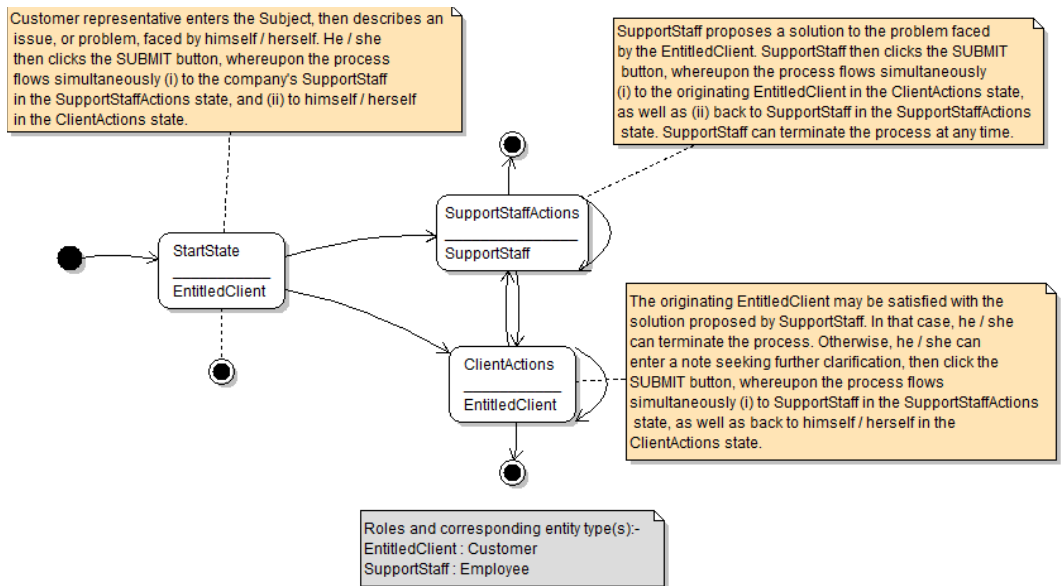 Customer representative enters the Subject, then describes an
issue, or problem, faced by himself / herself. He / she
then clicks the SUBMIT button, whereupon the process
flows simultaneously (i) to the company's SupportStaff
in the SupportStaffActions state, and (ii) to himself / herself
in the ClientActions state.
SupportStaff proposes a solution to the problem faced
by the EntitledClient. SupportStaff then clicks the SUBMIT
button, whereupon the process flows simultaneously
(i) to the originating EntitledClient in the ClientActions state,
as well as (ii) back to SupportStaff in the SupportStaffActions
state. SupportStaff can terminate the process at any time.
SupportStaffActions
SupportStaff
StartState
EntitledClient
The originating EntitledClient may be satisfied with the
solution proposed by SupportStaff. In that case, he / she
can terminate the process. Otherwise, he / she can
enter a note seeking further clarification, then click the
SUBMIT button, whereupon the process flows
simultaneously (i) to SupportStaff in the SupportStaffActions
state, as well as back to himself / herself in the
ClientActions state.
ClientActions
EntitledClient
Roles and corresponding entity type(s):-
EntitledClient : Customer
SupportStaff : Employee